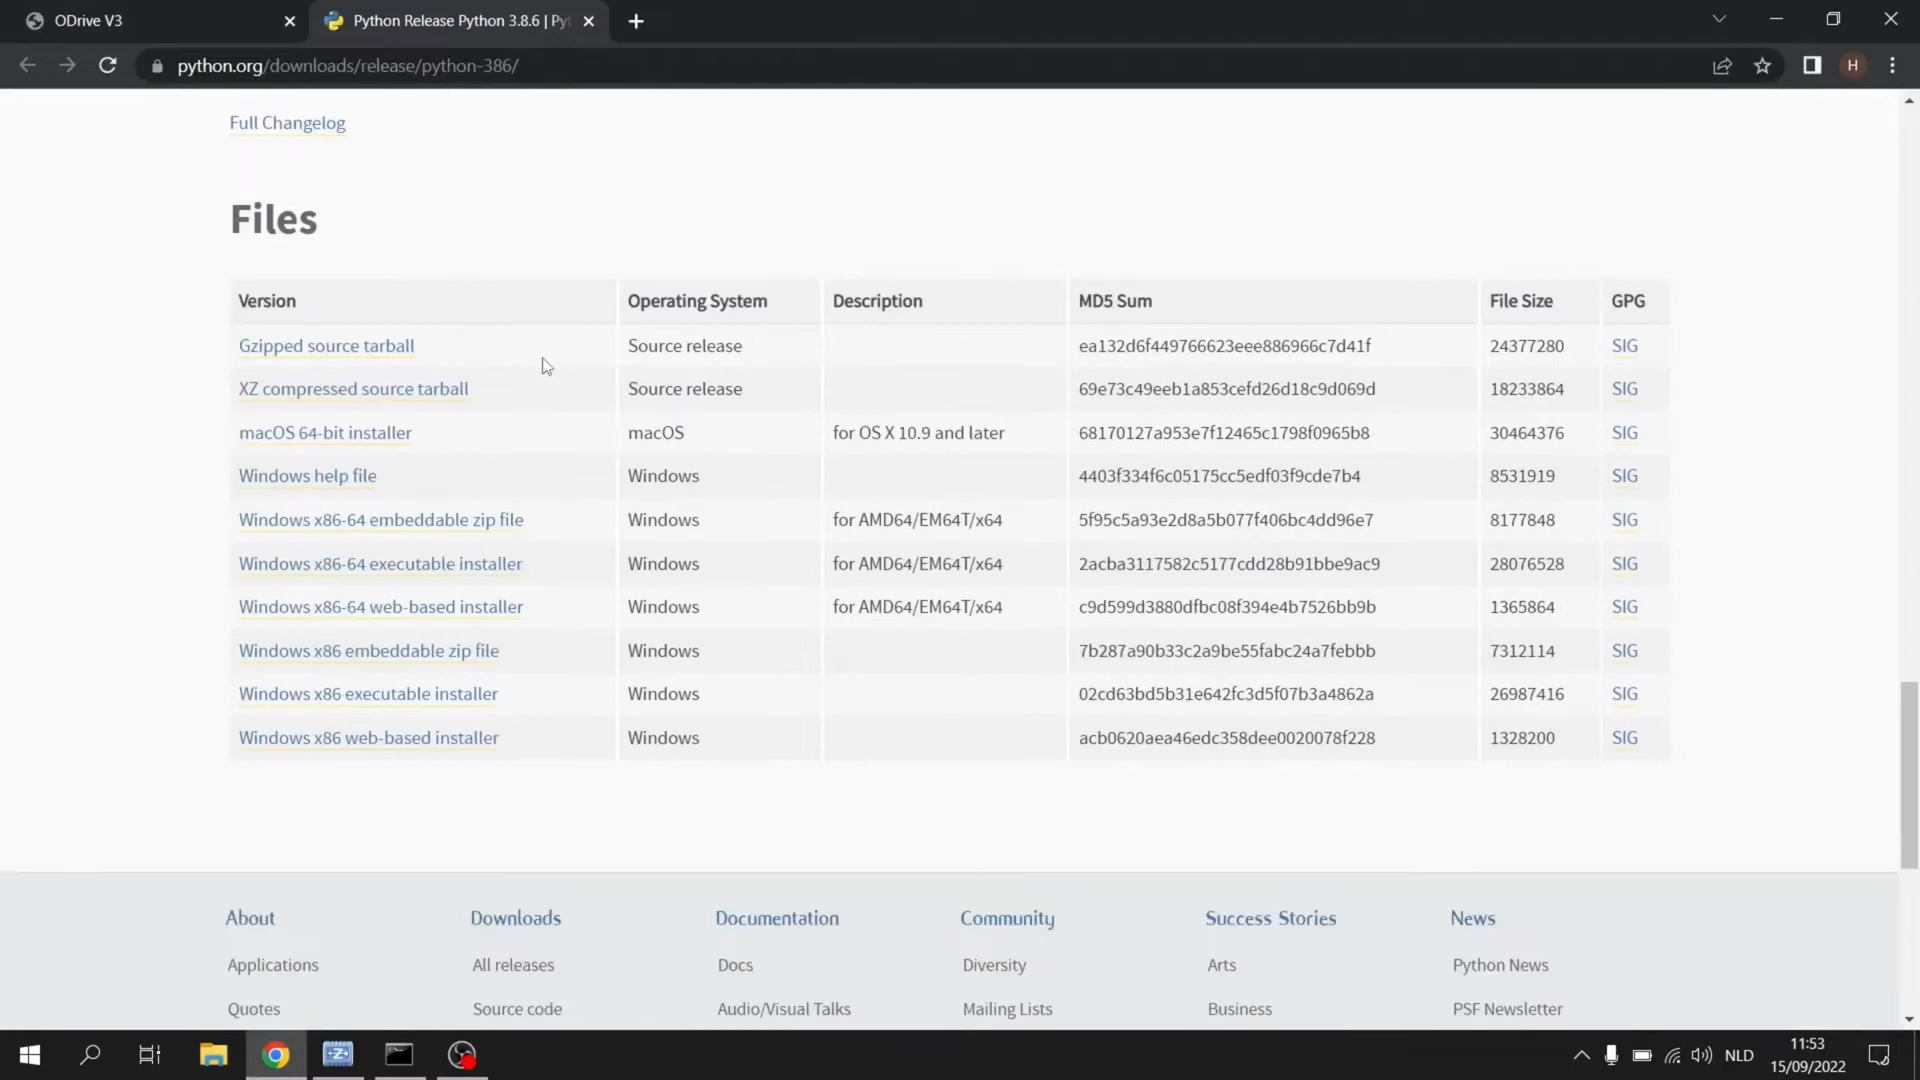 ODrive V3
Python Release Python 3.8.6 | Py
python.org/downloads/release/python-386/
H
Full Changelog
Files
Version Operating System Description MD5 Sum File Size GPG
Gzipped source tarball Source release ea132d6f449766623eee886966c7d41f 24377280 SIG
XZ compressed source tarball Source release 69e73c49eeb1a853cefd26d18c9d069d 18233864 SIG
macOS 64-bit installer macOS for OS X 10.9 and later 68170127a953e7f12465c1798f0965b8 30464376 SIG
Windows help file Windows 4403f334f6c05175cc5edf03f9cde7b4 8531919 SIG
Windows x86-64 embeddable zip file Windows for AMD64/EM64T/x64 5f95c5a93e2d8a5b077f406bc4dd96e7 8177848 SIG
Windows x86-64 executable installer Windows for AMD64/EM64T/x64 2acba3117582c5177cdd28b91bbe9ac9 28076528 SIG
Windows x86-64 web-based installer Windows for AMD64/EM64T/x64 c9d599d3880dfbc08f394e4b7526bb9b 1365864 SIG
Windows x86 embeddable zip file Windows 7b287a90b33c2a9be55fabc24a7febbb 7312114 SIG
Windows x86 executable installer Windows 02cd63bd5b31e642fc3d5f07b3a4862a 26987416 SIG
Windows x86 web-based installer Windows acb0620aea46edc358dee0020078f228 1328200 SIG
About Downloads Documentation Community Success Stories News
Applications All releases Docs Diversity Arts Python News
Quotes Source code Audio/Visual Talks Mailing Lists Business PSF Newsletter
NLD
11:53
15/09/2022